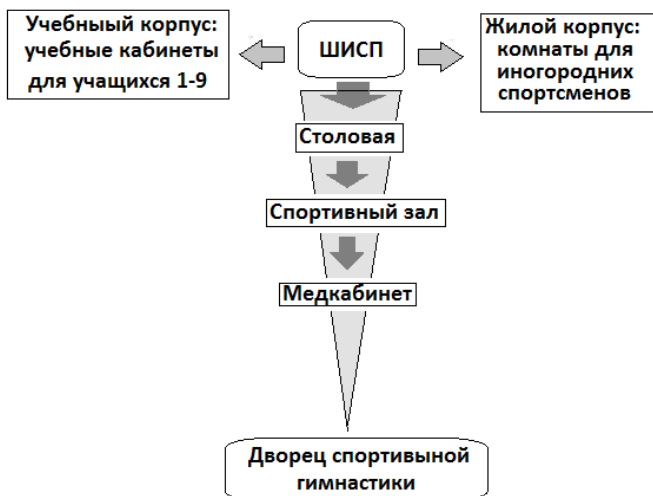 Учебныый корпус:
учебные кабинеты
для учащихся 1-9
ШИСП
Жилой корпус:
комнаты для
иногородних
спортсменов
Столовая
Спортивный зал
Медкабинет
Дворец спортивыной
гимнастики